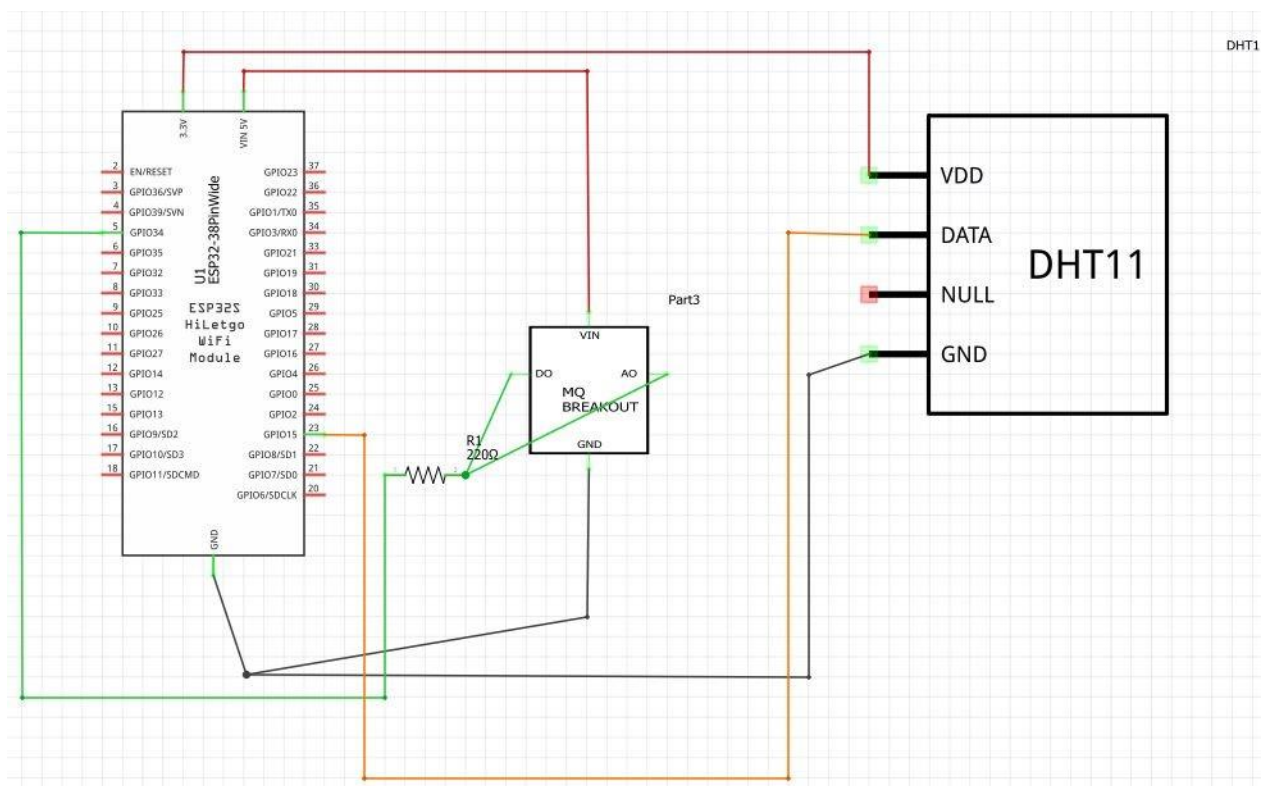 DHT1
3.3V
VIN 5V
2 EN/RESET
3 GPIO36/SVP
4 GPIO39/SVN
5 GPIO34
6 GPIO35
7 GPIO32
8 GPIO33
9 GPIO25
10 GPIO26
11 GPIO27
12 GPIO14
13 GPIO12
15 GPIO13
16 GPIO9/SD2
17 GPIO10/SD3
18 GPIO11/SDCMD
U1
ESP32-38PinWide
ESP32S
HiLetgo
WiFi
Module
GPIO23 37
GPIO22 36
GPIO1/TX0 35
GPIO3/RX0 34
GPIO21 33
GPIO19 31
GPIO18 30
GPIO5 29
GPIO17 28
GPIO16 27
GPIO4 26
GPIO0 25
GPIO2 24
GPIO15 23
GPIO8/SD1 22
GPIO7/SD0 21
GPIO6/SDCLK 20
GND
R1
220Ω
1 2
Part3
VIN
DO AO
MQ
BREAKOUT
GND
VDD
DATA
NULL
GND
DHT11